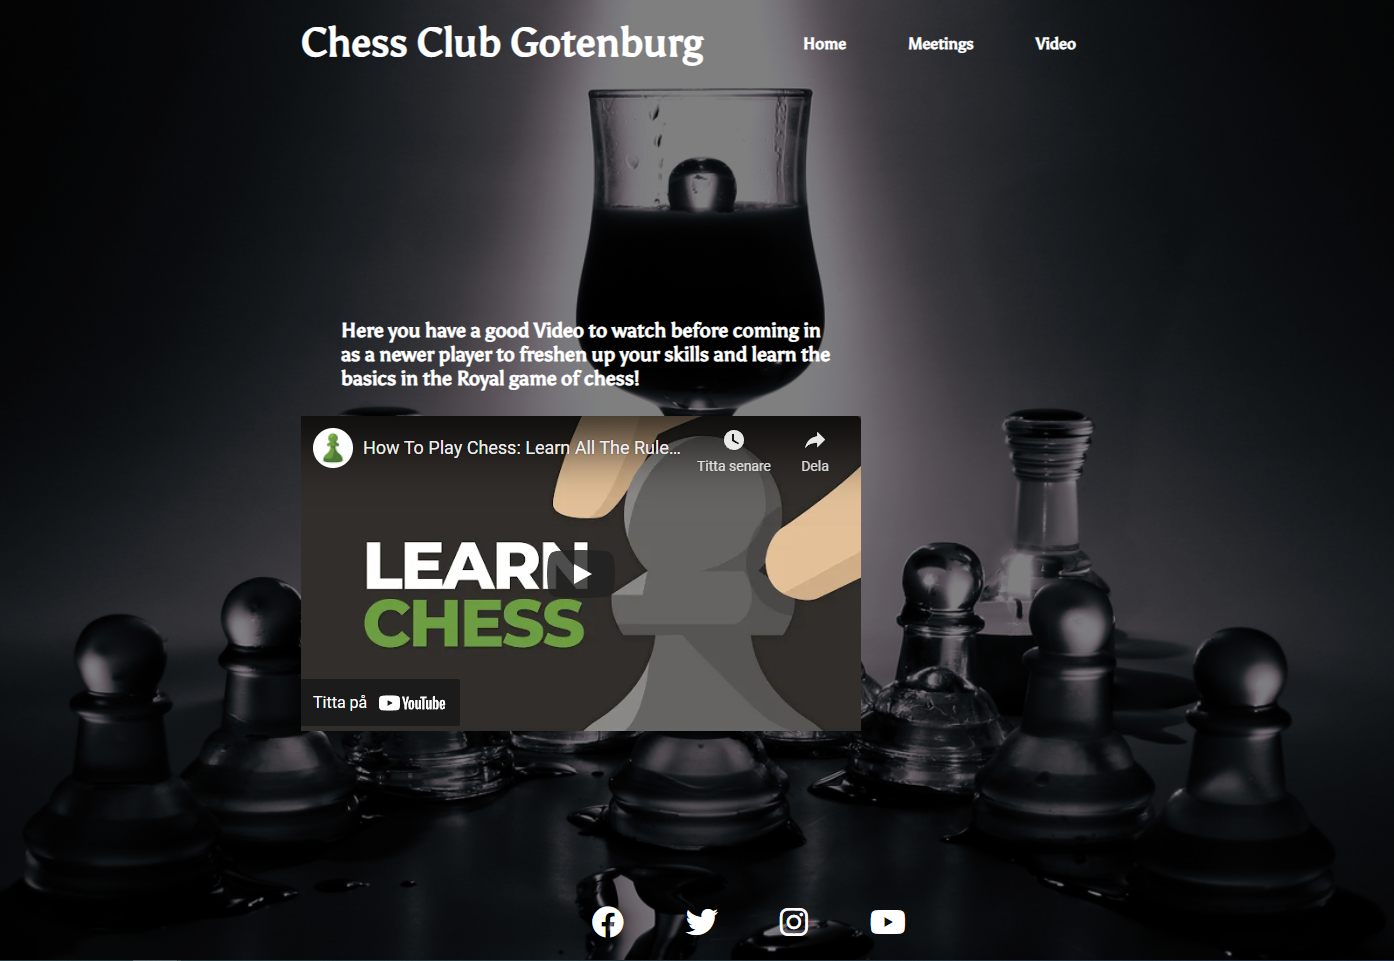 Chess Club Gotenburg
Home
Meetings
Video
Here you have a good Video to watch before coming in
as a newer player to freshen up your skills and learn the
basics in the Royal game of chess!
How To Play Chess: Learn All The Rule...
Titta senare
Dela
LEARN
CHESS
Titta på YouTube